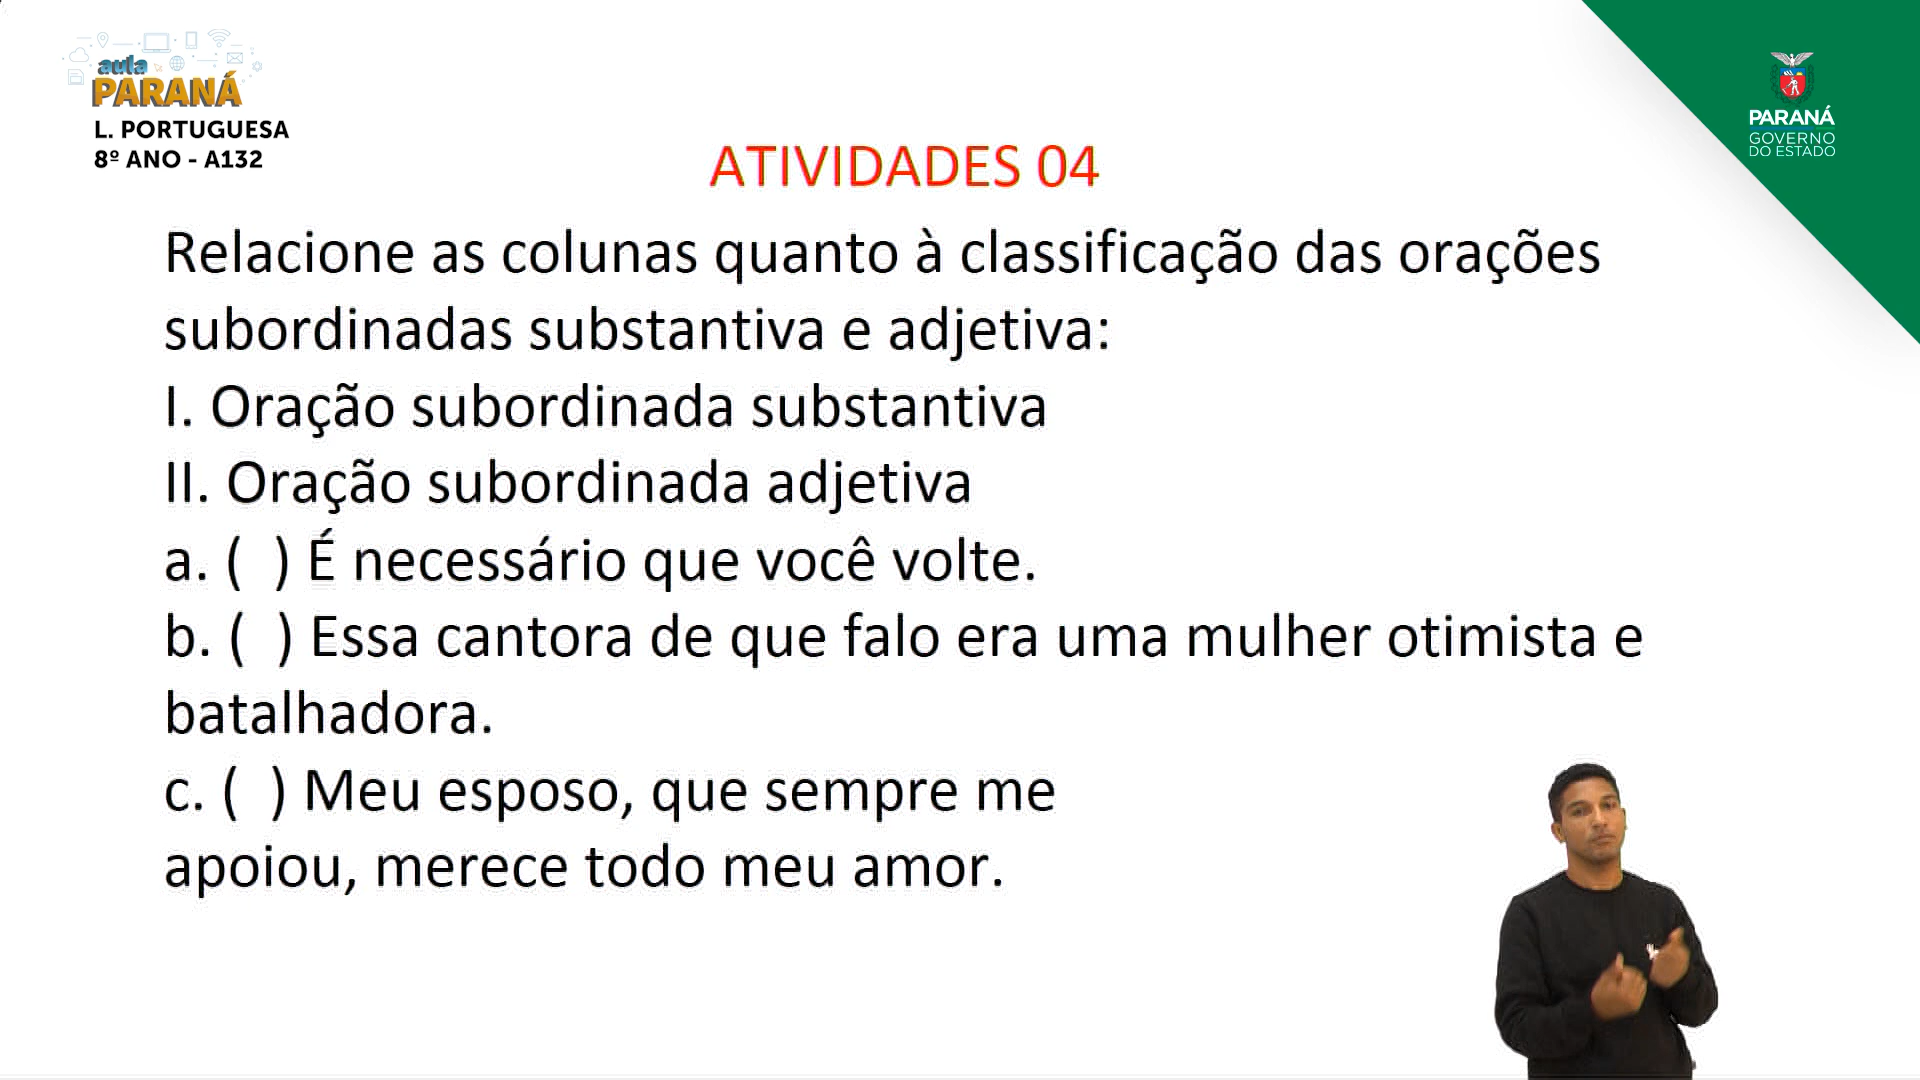 aula
PARANÁ
L. PORTUGUESA
8º ANO - A132
PARANÁ
GOVERNO
DO ESTADO
ATIVIDADES 04
Relacione as colunas quanto à classificação das orações
subordinadas substantiva e adjetiva:
I. Oração subordinada substantiva
II. Oração subordinada adjetiva
a. (  ) É necessário que você volte.
b. (  ) Essa cantora de que falo era uma mulher otimista e
batalhadora.
c. (  ) Meu esposo, que sempre me
apoiou, merece todo meu amor.